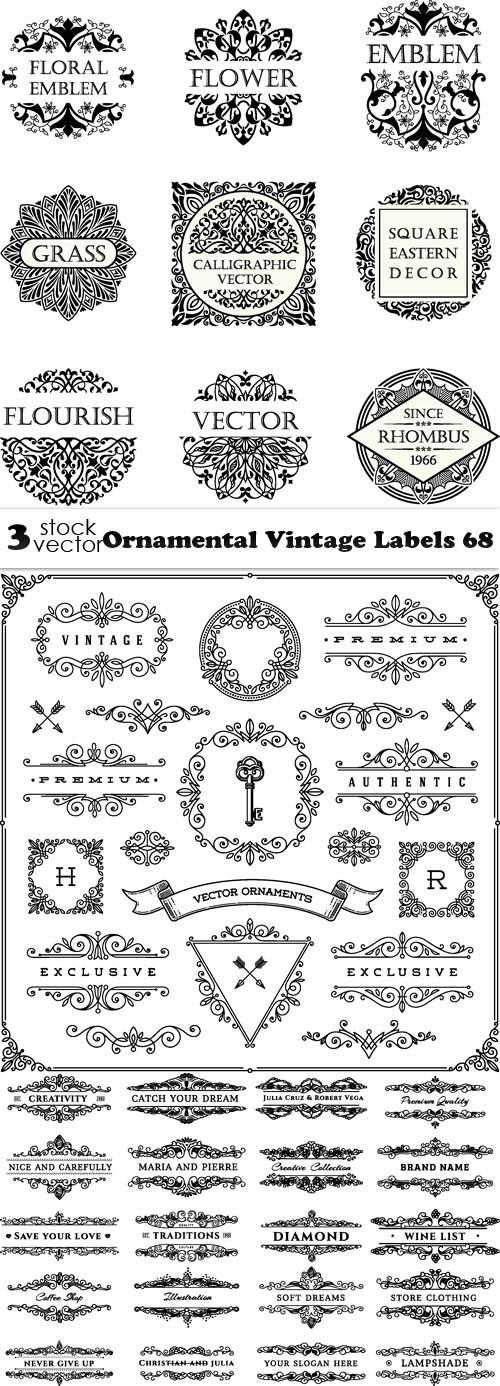 FLORAL
EMBLEM
FLOWER
EMBLEM
GRASS
CALLIGRAPHIC
VECTOR
SQUARE
EASTERN
DECOR
FLOURISH
VECTOR
SINCE
RHOMBUS
1966
3 stock vector Ornamental Vintage Labels 68
VINTAGE
PREMIUM
PREMIUM
AUTHENTIC
H
R
VECTOR ORNAMENTS
EXCLUSIVE
EXCLUSIVE
CREATIVITY
CATCH YOUR DREAM
JULIA CRUZ & ROBERT VEGA
Premium Quality
NICE AND CAREFULLY
MARIA AND PIERRE
Creative Collection
BRAND NAME
SAVE YOUR LOVE
TRADITIONS
DIAMOND
WINE LIST
Coffee Shop
Illustration
SOFT DREAMS
STORE CLOTHING
NEVER GIVE UP
CHRISTIAN AND JULIA
YOUR SLOGAN HERE
LAMPSHADE